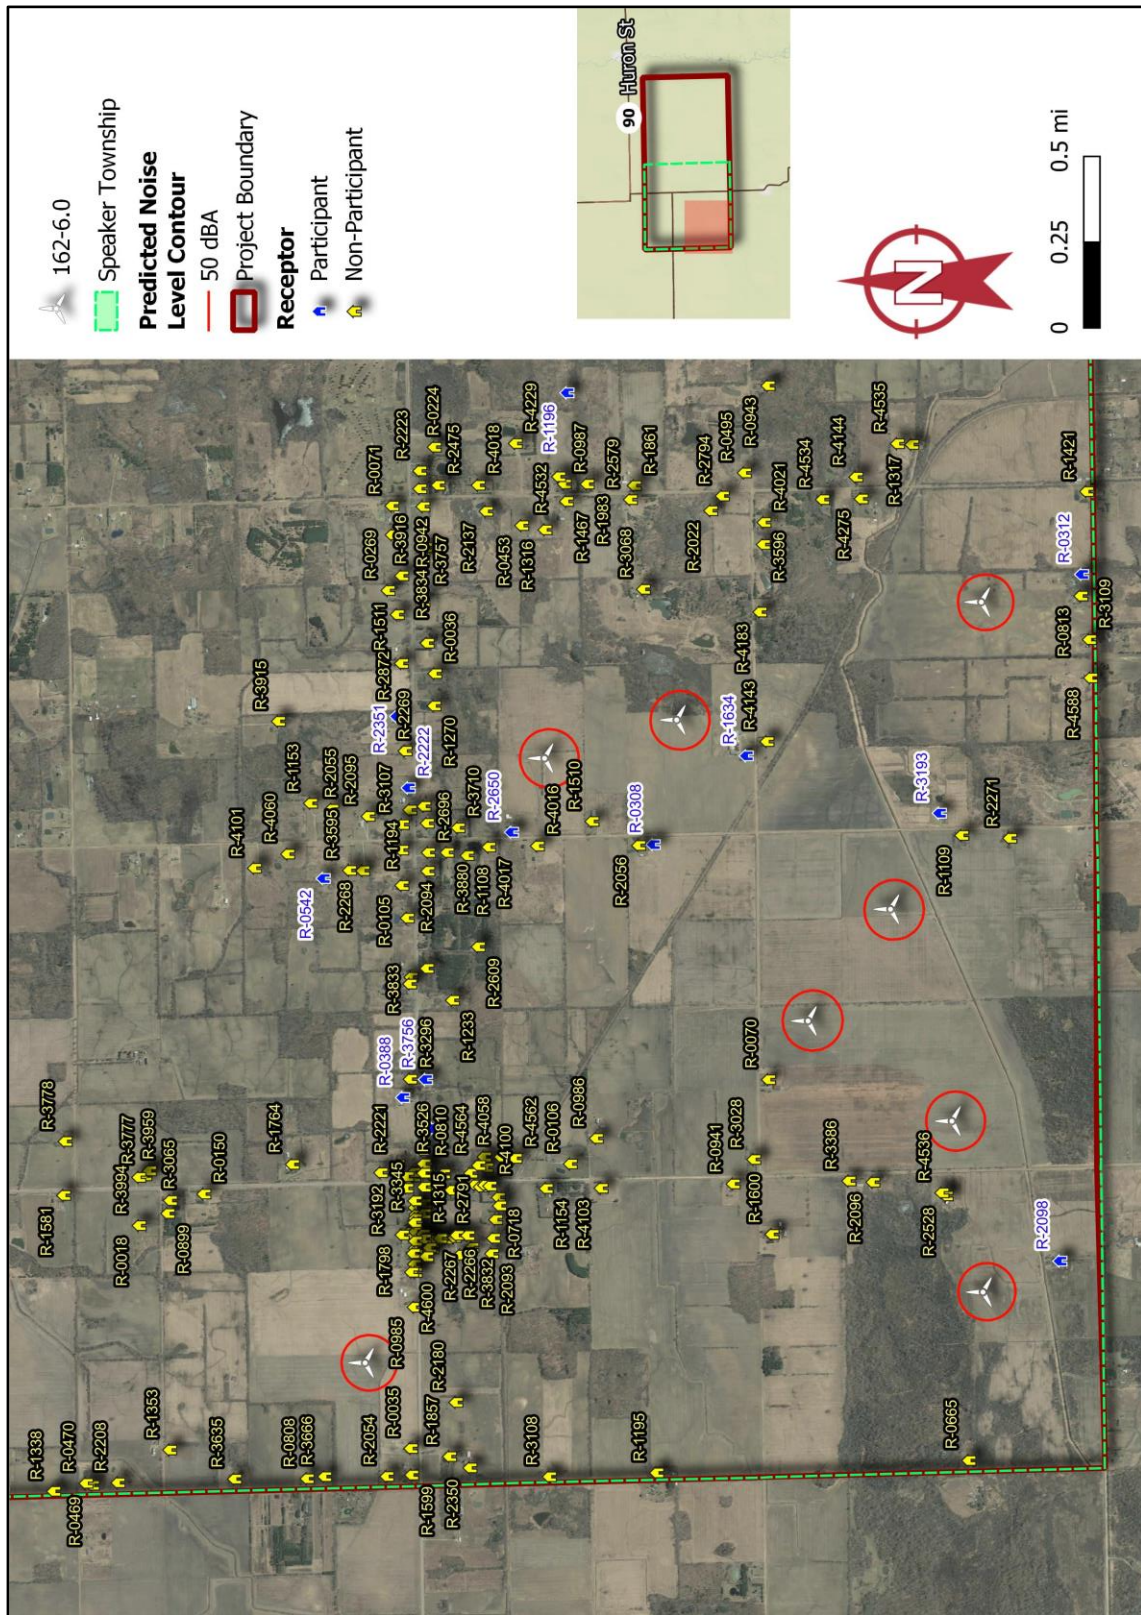 162-6.0
Speaker Township
Predicted Noise
Level Contour
50 dBA
Project Boundary
Receptor
Participant
Non-Participant
90
Huron St
N
0
0.25
0.5 mi
R-1338
R-0470
R-2208
R-0469
R-1353
R-3635
R-0808
R-3666
R-2054
R-0035
R-1857
R-2180
R-0985
R-1599
R-2350
R-3108
R-1195
R-0665
R-1581
R-3778
R-0018
R-3994
R-3777
R-3959
R-3065
R-0899
R-0150
R-1764
R-2221
R-3192
R-3345
R-1798
R-4600
R-3526
R-0810
R-4564
R-4058
R-4100
R-4562
R-0106
R-0986
R-1315
R-2791
R-2267
R-2266
R-3832
R-2093
R-0718
R-1154
R-4103
R-0941
R-3028
R-1600
R-0070
R-3386
R-2096
R-4536
R-2528
R-2098
R-0388
R-3756
R-3296
R-1233
R-2609
R-3833
R-4101
R-4060
R-1153
R-2055
R-2095
R-3595
R-0542
R-2268
R-0105
R-1194
R-3107
R-2094
R-2696
R-3710
R-3880
R-1108
R-4017
R-2650
R-4016
R-1510
R-2056
R-0308
R-3915
R-2351
R-2269
R-2222
R-1270
R-2872
R-1511
R-0036
R-0269
R-3916
R-0942
R-3834
R-3757
R-2137
R-0071
R-2223
R-0224
R-2475
R-4018
R-4229
R-1196
R-0453
R-1316
R-4532
R-1467
R-0987
R-1983
R-2579
R-1861
R-3068
R-2022
R-2794
R-0495
R-0943
R-4021
R-3596
R-4534
R-4144
R-4275
R-4535
R-1317
R-4183
R-4143
R-1634
R-3193
R-1109
R-2271
R-1421
R-0312
R-3109
R-0813
R-4588